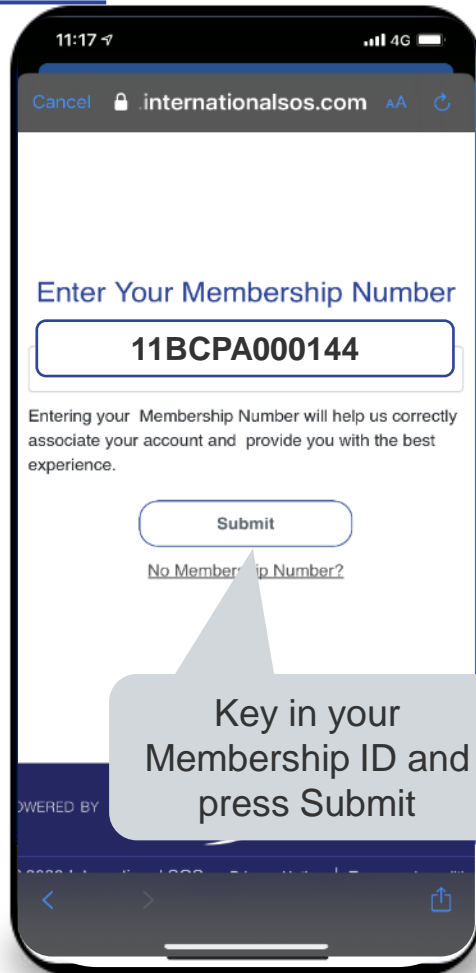 11:17 4G
Cancel .internationalsos.com AA
Enter Your Membership Number
11BCPA000144
Entering your Membership Number will help us correctly
associate your account and provide you with the best
experience.
Submit
No Membership Number?
Key in your
Membership ID and
press Submit
OWERED BY